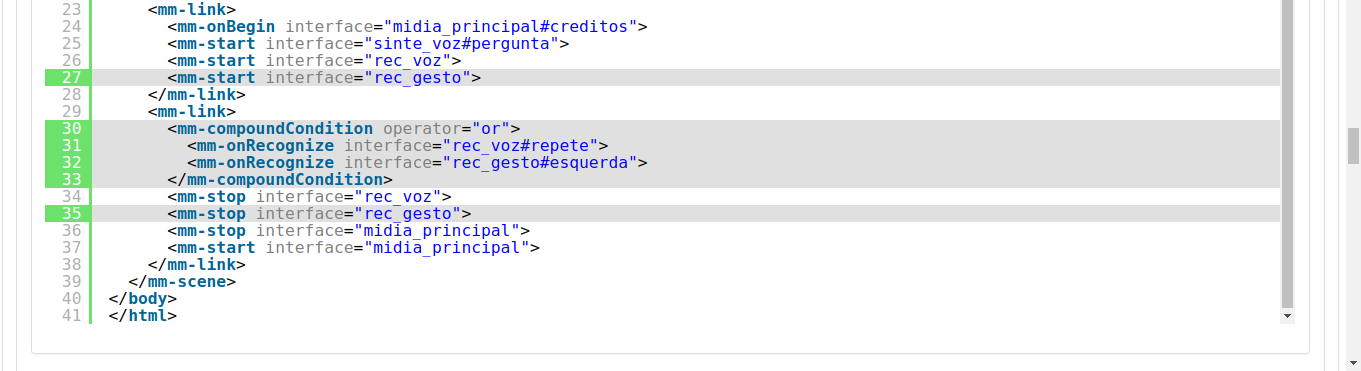 23 <mm-link>
24 <mm-onBegin interface="midia_principal#creditos">
25 <mm-start interface="sinte_voz#pergunta">
26 <mm-start interface="rec_voz">
27 <mm-start interface="rec_gesto">
28 </mm-link>
29 <mm-link>
30 <mm-compoundCondition operator="or">
31 <mm-onRecognize interface="rec_voz#repete">
32 <mm-onRecognize interface="rec_gesto#esquerda">
33 </mm-compoundCondition>
34 <mm-stop interface="rec_voz">
35 <mm-stop interface="rec_gesto">
36 <mm-stop interface="midia_principal">
37 <mm-start interface="midia_principal">
38 </mm-link>
39 </mm-scene>
40 </body>
41 </html>